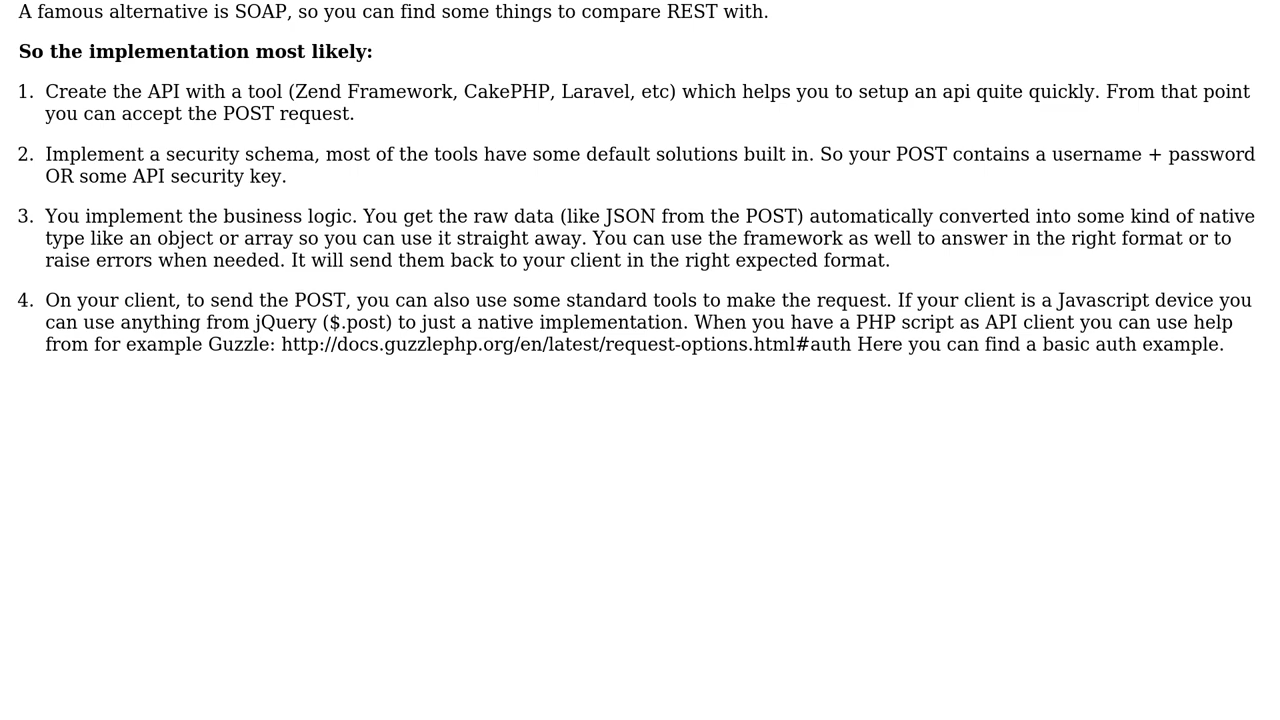 A famous alternative is SOAP, so you can find some things to compare REST with.
So the implementation most likely:
1. Create the API with a tool (Zend Framework, CakePHP, Laravel, etc) which helps you to setup an api quite quickly. From that point
you can accept the POST request.
2. Implement a security schema, most of the tools have some default solutions built in. So your POST contains a username + password
OR some API security key.
3. You implement the business logic. You get the raw data (like JSON from the POST) automatically converted into some kind of native
type like an object or array so you can use it straight away. You can use the framework as well to answer in the right format or to
raise errors when needed. It will send them back to your client in the right expected format.
4. On your client, to send the POST, you can also use some standard tools to make the request. If your client is a Javascript device you
can use anything from jQuery ($.post) to just a native implementation. When you have a PHP script as API client you can use help
from for example Guzzle: http://docs.guzzlephp.org/en/latest/request-options.html#auth Here you can find a basic auth example.